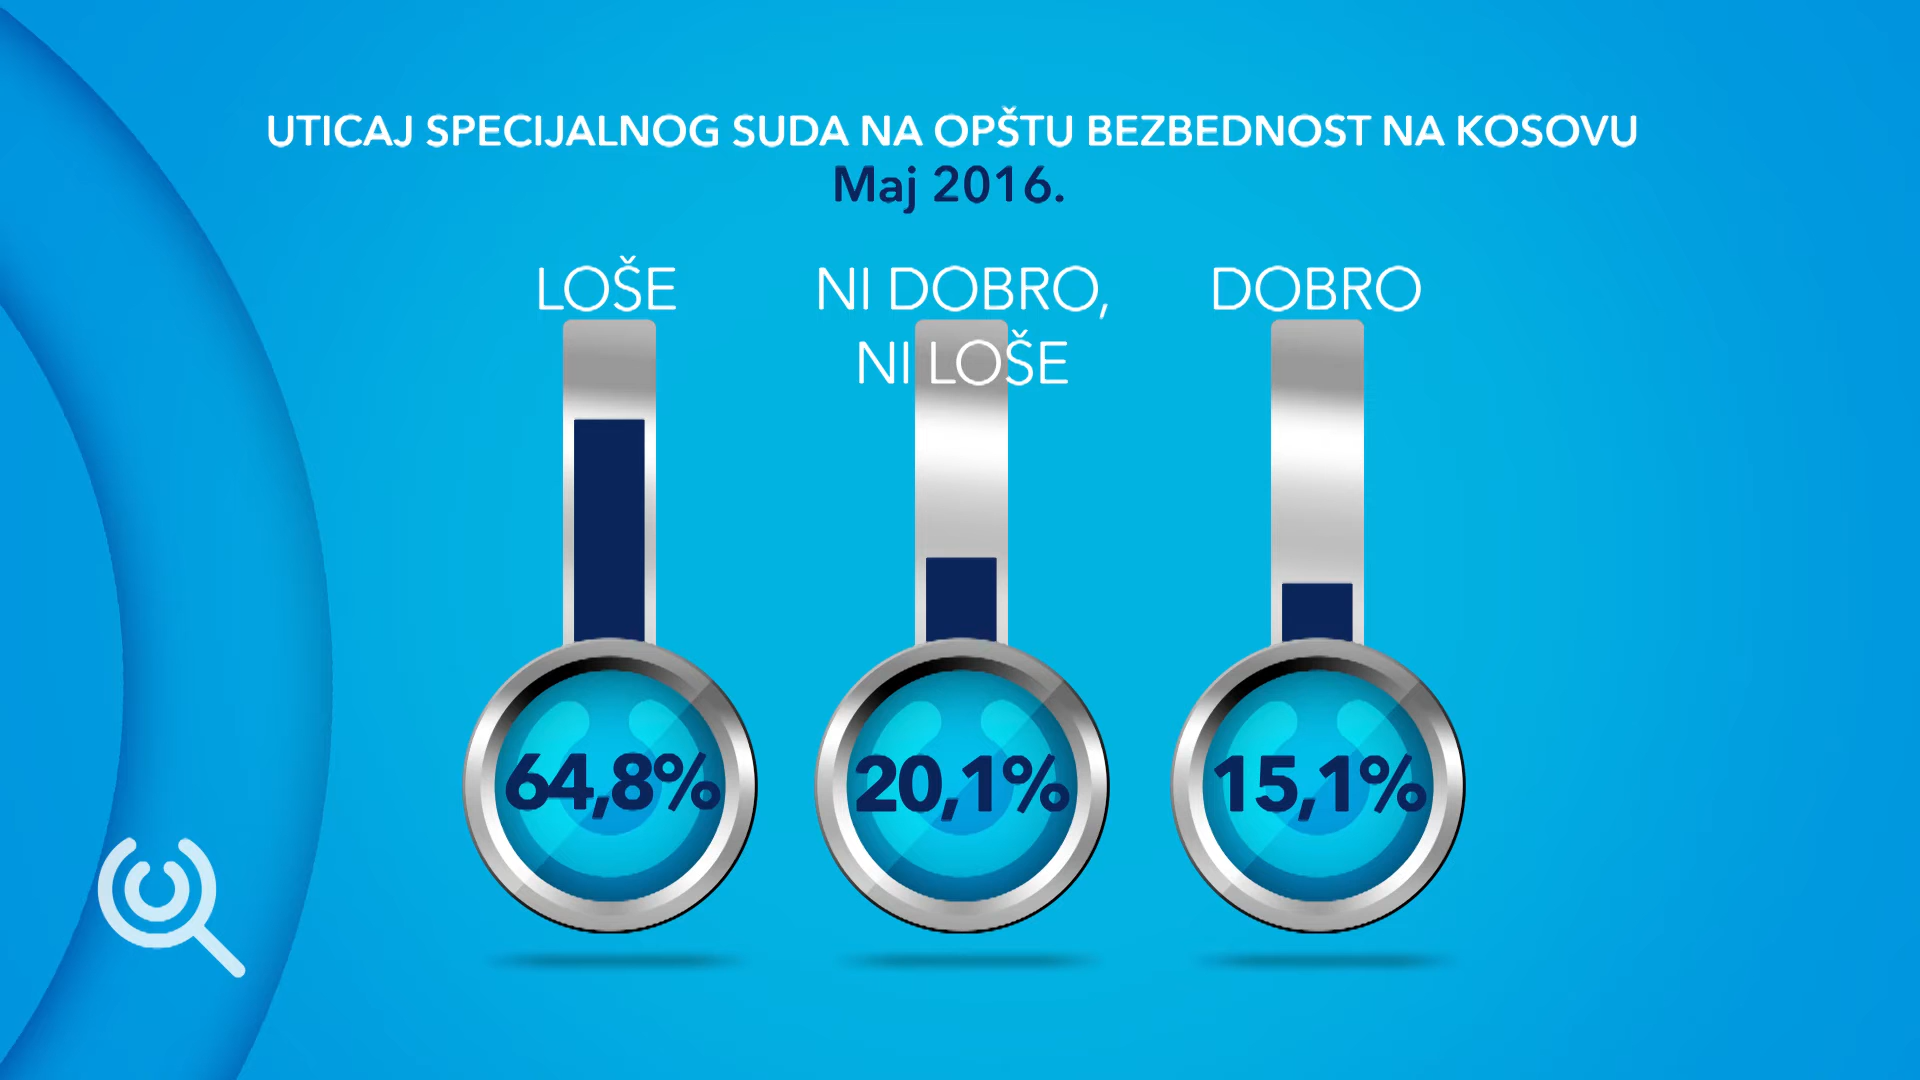 UTICAJ SPECIJALNOG SUDA NA OPŠTU BEZBEDNOST NA KOSOVU
Maj 2016.
LOŠE
NI DOBRO,
NI LOŠE
DOBRO
64,8%
20,1%
15,1%